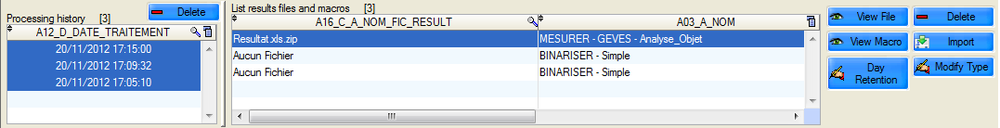 Processing history [3]
Delete
A12_D_DATE_TRAITEMENT
20/11/2012 17:15:00
20/11/2012 17:09:32
20/11/2012 17:05:10
List results files and macros [3]
A16_C_A_NOM_FIC_RESULT A03_A_NOM
Resultat.xls.zip MESURER - GEVES - Analyse_Objet
Aucun Fichier BINARISER - Simple
Aucun Fichier BINARISER - Simple
View File Delete
View Macro Import
Day
Retention
Modify Type